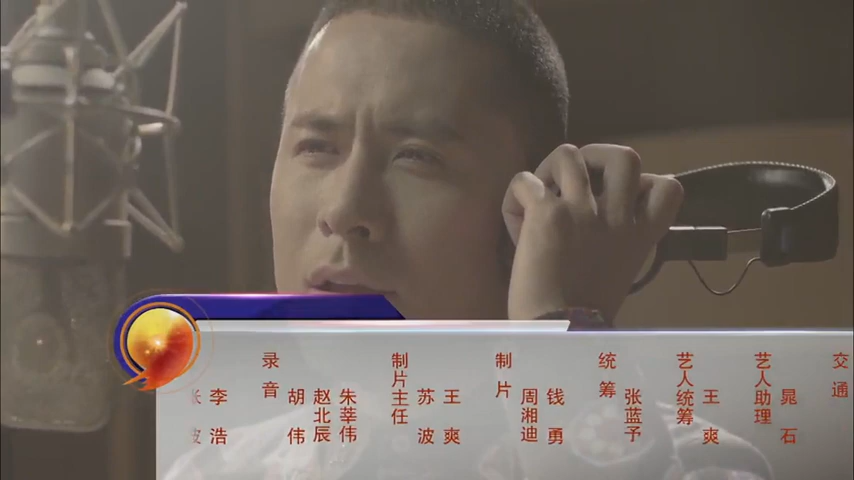 李浩
录音
胡伟
赵北辰
朱莘伟
制片主任
苏波
王爽
制片
周湘迪
钱勇
统筹
张蓝予
艺人统筹
王爽
艺人助理
晁石
交通